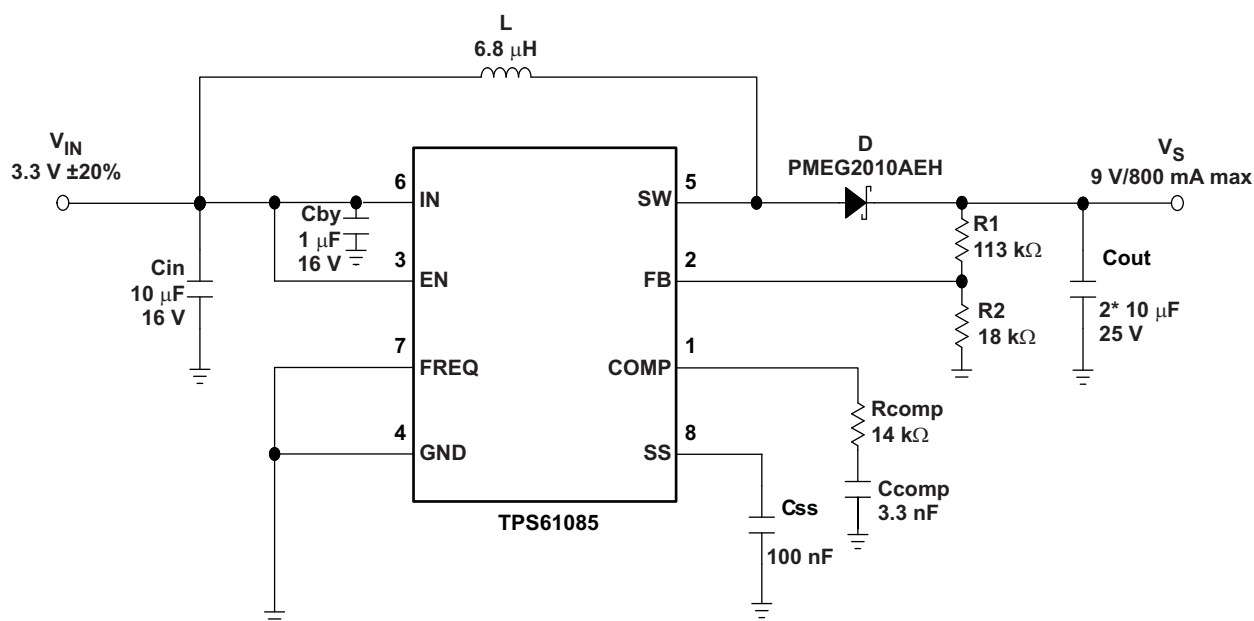 L
6.8 μH
V_IN
3.3 V ±20%
D
PMEG2010AEH
V_S
9 V/800 mA max
6
IN
SW
5
Cby
1 μF
16 V
R1
113 kΩ
Cin
10 μF
16 V
3
EN
FB
2
Cout
2* 10 μF
25 V
R2
18 kΩ
7
FREQ
COMP
1
Rcomp
14 kΩ
4
GND
SS
8
Ccomp
3.3 nF
Css
100 nF
TPS61085